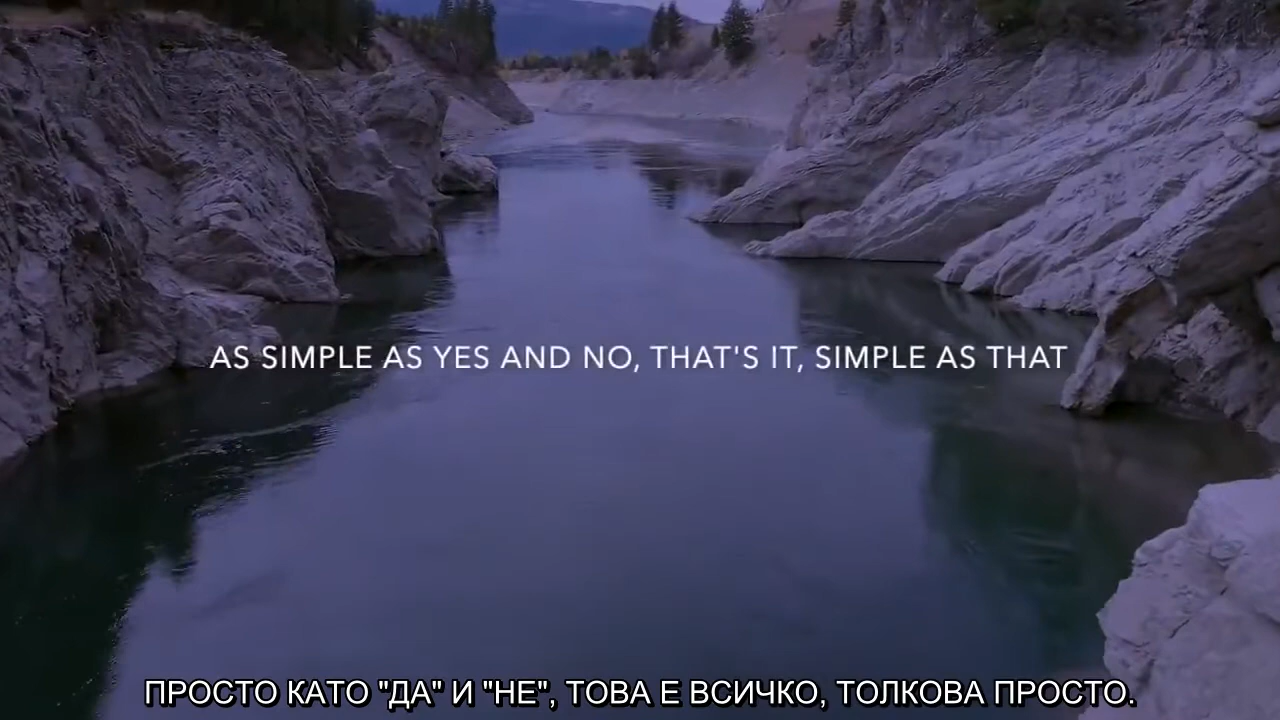 AS SIMPLE AS YES AND NO, THAT'S IT, SIMPLE AS THAT
ПРОСТО КАТО "ДА" И "НЕ", ТОВА Е ВСИЧКО, ТОЛКОВА ПРОСТО.